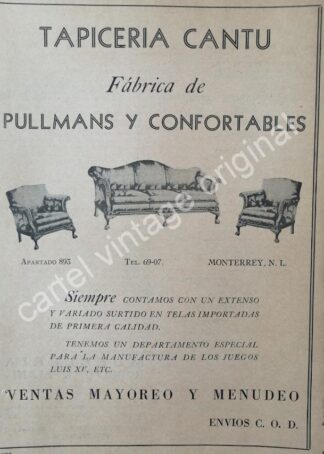 TAPICERIA CANTU
Fábrica de
PULLMANS Y CONFORTABLES
APARTADO 893
TEL. 69-07.
MONTERREY, N. L.
Siempre CONTAMOS CON UN EXTENSO
Y VARIADO SURTIDO EN TELAS IMPORTADAS
DE PRIMERA CALIDAD.
TENEMOS UN DEPARTAMENTO ESPECIAL
PARA LA MANUFACTURA DE LOS JUEGOS
LUIS XV, ETC.
VENTAS MAYOREO Y MENUDEO
ENVIOS C. O. D.
cartel vintage original